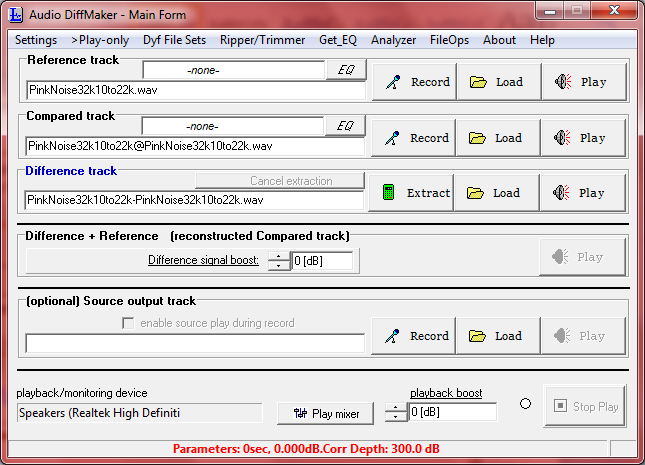 Audio DiffMaker - Main Form
Settings >Play-only Dyf File Sets Ripper/Trimmer Get_EQ Analyzer FileOps About Help
Reference track
-none- EQ Record Load Play
PinkNoise32k10to22k.wav
Compared track
-none- EQ Record Load Play
PinkNoise32k10to22k@PinkNoise32k10to22k.wav
Difference track
Cancel extraction Extract Load Play
PinkNoise32k10to22k-PinkNoise32k10to22k.wav
Difference + Reference (reconstructed Compared track)
Difference signal boost: 0 [dB] Play
(optional) Source output track
enable source play during record
Record Load Play
playback/monitoring device playback boost
Speakers (Realtek High Definiti Play mixer 0 [dB] Stop Play
Parameters: 0sec, 0.000dB.Corr Depth: 300.0 dB